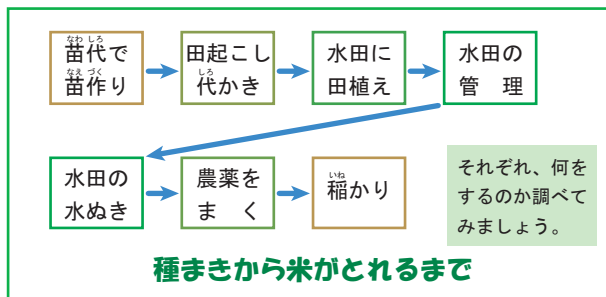 なわ しろ
苗代で
なえ づく
苗作り
田起こし
しろ
代かき
水田に
田植え
水田の
管 理
水田の
水ぬき
農薬を
ま く
いね
稲かり
それぞれ、何を
するのか調べて
みましょう。
種まきから米がとれるまで